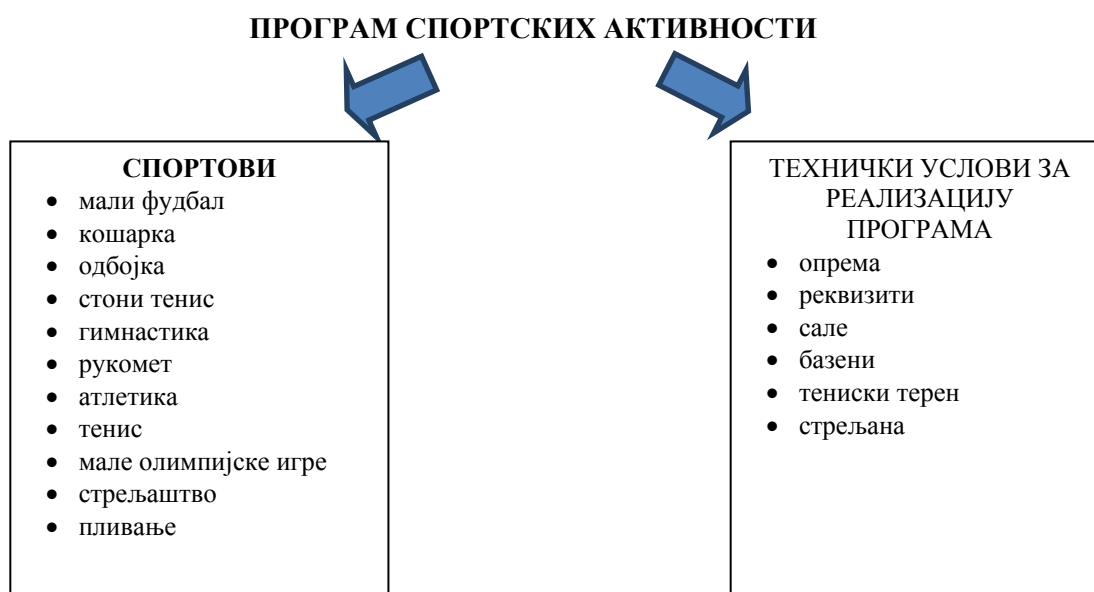 ПРОГРАМ СПОРТСКИХ АКТИВНОСТИ
СПОРТОВИ
• мали фудбал
• кошарка
• одбојка
• стони тенис
• гимнастика
• рукомет
• атлетика
• тенис
• мале олимпијске игре
• стрељаштво
• пливање
ТЕХНИЧКИ УСЛОВИ ЗА
РЕАЛИЗАЦИЈУ
ПРОГРАМА
• опрема
• реквизити
• сале
• базени
• тениски терен
• стрељана